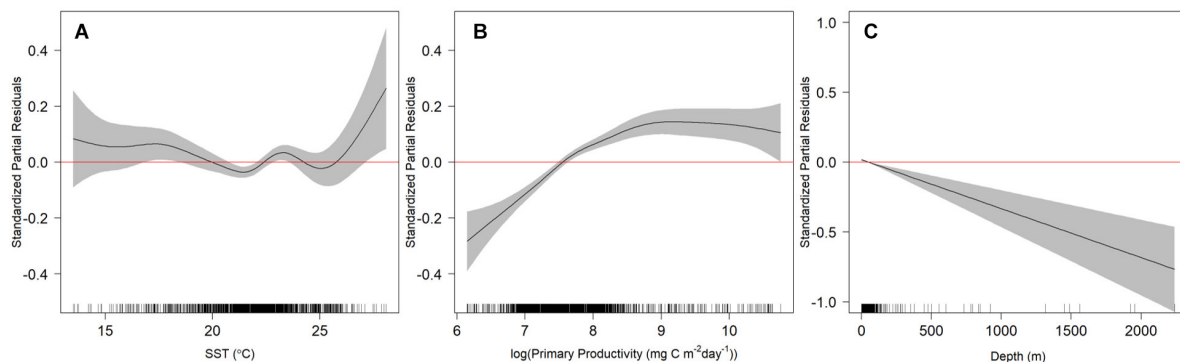 A
Standardized Partial Residuals
0.4
0.2
0.0
-0.2
-0.4
15 20 25
SST (°C)
B
Standardized Partial Residuals
0.4
0.2
0.0
-0.2
-0.4
6 7 8 9 10
log(Primary Productivity (mg C m⁻²day⁻¹))
C
Standardized Partial Residuals
1.0
0.5
0.0
-0.5
-1.0
0 500 1000 1500 2000
Depth (m)